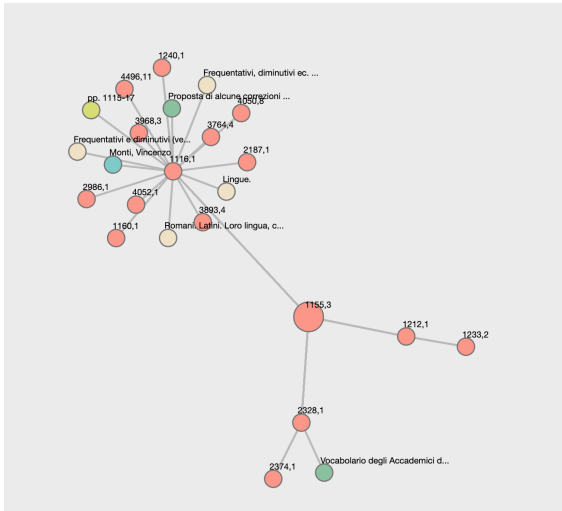 1240,1
Frequentativi, diminutivi ec. ...
4496,11
pp. 1115-17
Proposta di alcune correzioni ...
4050,8
3968,3
3764,4
Frequentativi e diminutivi (ve...
Monti, Vincenzo
1116,1
2187,1
Lingue.
2986,1
4052,1
3893,4
1160,1
Romani. Latini. Loro lingua, c...
1155,3
1212,1
1233,2
2328,1
2374,1
Vocabolario degli Accademici d...